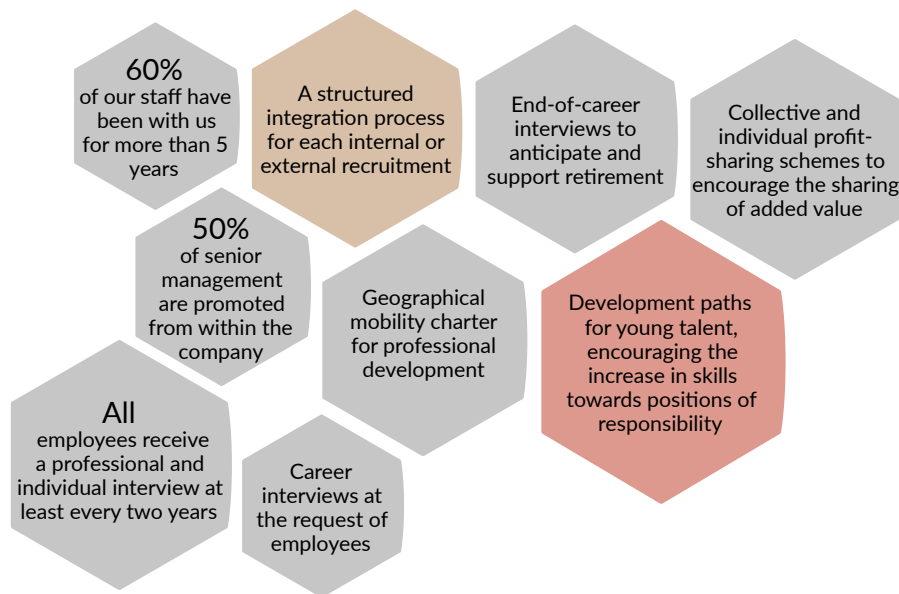 60%
of our staff have
been with us
for more than 5
years
A structured
integration process
for each internal or
external recruitment
End-of-career
interviews to
anticipate and
support retirement
Collective and
individual profit-
sharing schemes to
encourage the sharing
of added value
50%
of senior
management
are promoted
from within the
company
Geographical
mobility charter
for professional
development
Development paths
for young talent,
encouraging the
increase in skills
towards positions of
responsibility
All
employees receive
a professional and
individual interview at
least every two years
Career
interviews at
the request of
employees